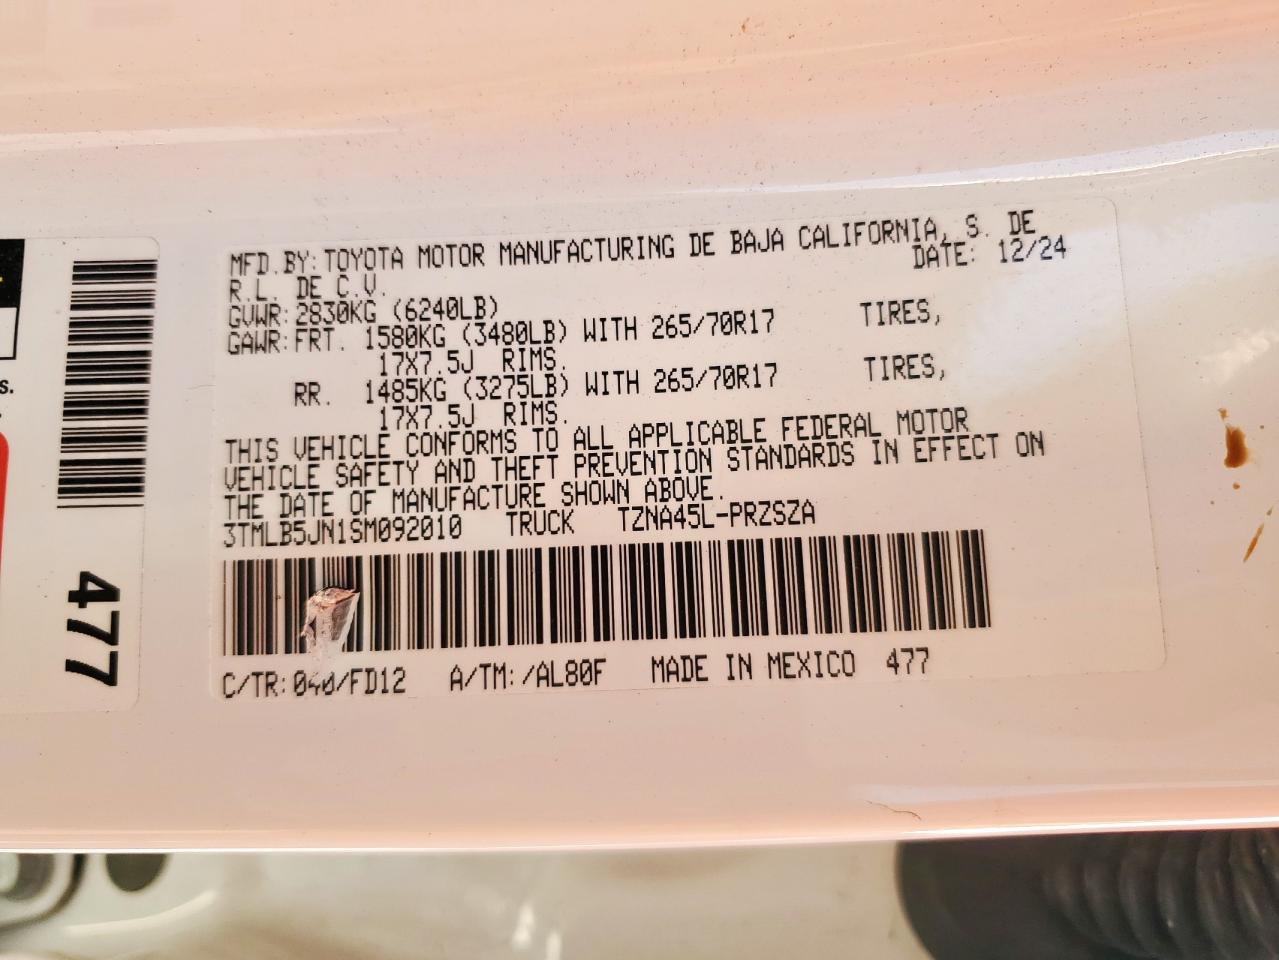 MFD.BY:TOYOTA MOTOR MANUFACTURING DE BAJA CALIFORNIA, S. DE
R.L. DE C.V. DATE: 12/24
GVWR:2830KG (6240LB)
GAWR:FRT. 1580KG (3480LB) WITH 265/70R17 TIRES,
17X7.5J RIMS.
RR. 1485KG (3275LB) WITH 265/70R17 TIRES,
17X7.5J RIMS.
THIS VEHICLE CONFORMS TO ALL APPLICABLE FEDERAL MOTOR
VEHICLE SAFETY AND THEFT PREVENTION STANDARDS IN EFFECT ON
THE DATE OF MANUFACTURE SHOWN ABOVE.
3TMLB5JN1SM092010 TRUCK TZNA45L-PRZSZA
C/TR:040/FD12 A/TM:/AL80F MADE IN MEXICO 477
477